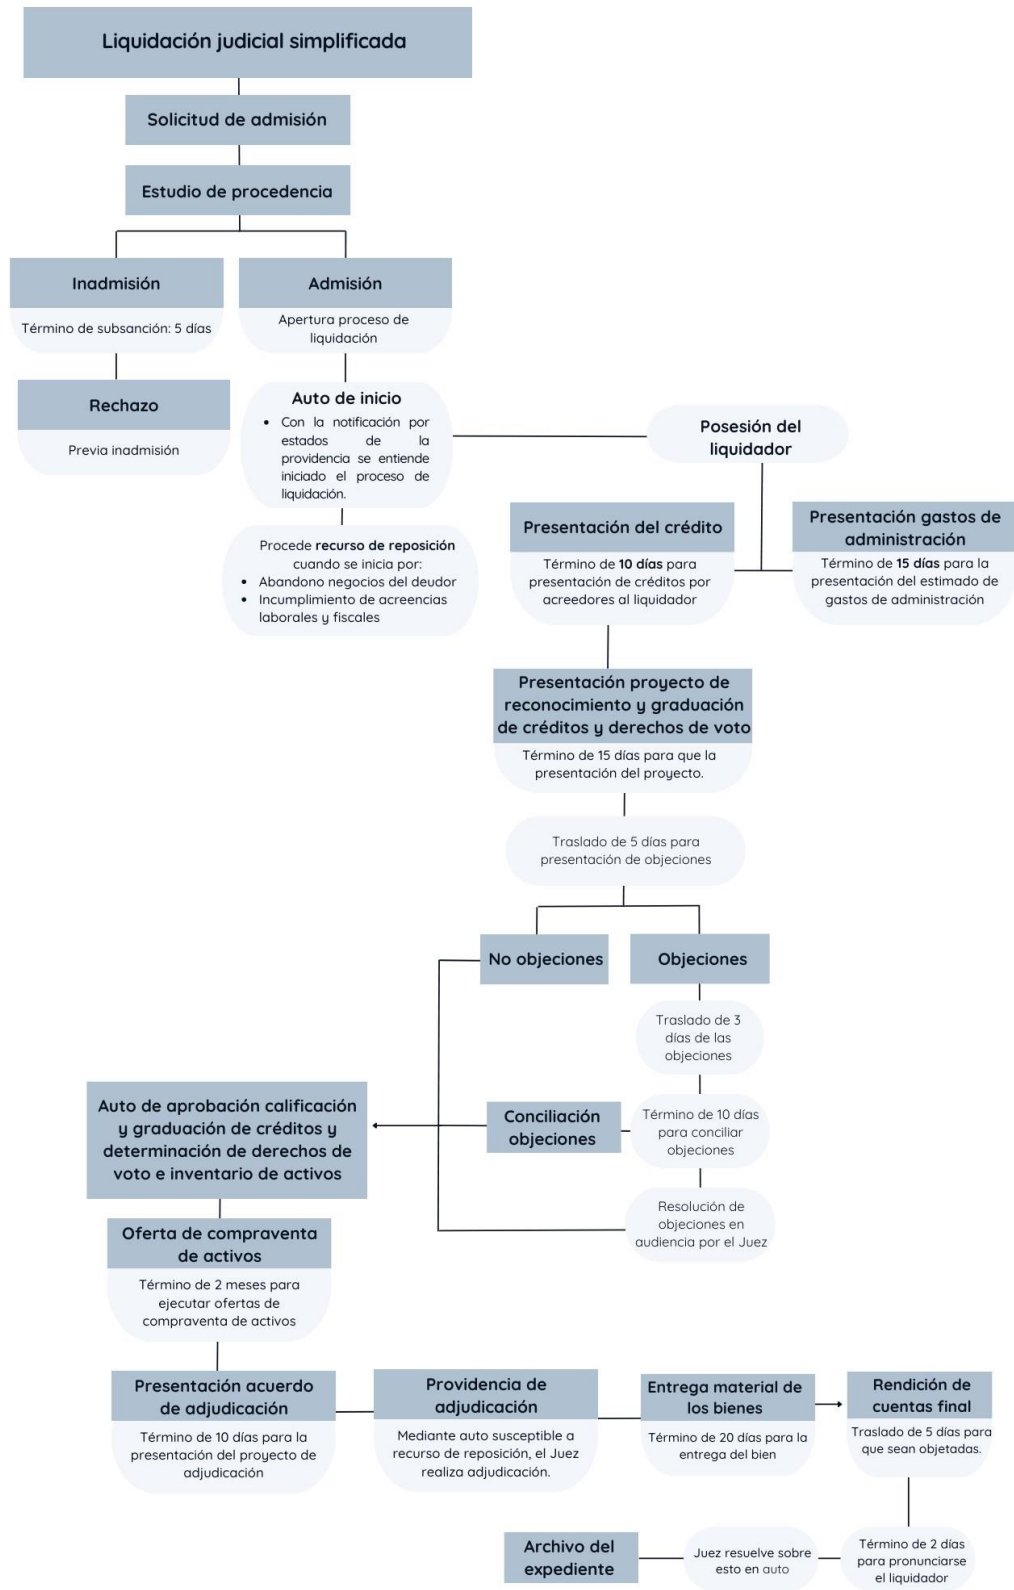 Liquidación judicial simplificada
Solicitud de admisión
Estudio de procedencia
Inadmisión
Término de subsanción: 5 días
Rechazo
Previa inadmisión
Admisión
Apertura proceso de
liquidación
Auto de inicio
• Con la notificación por
estados de la
providencia se entiende
iniciado el proceso de
liquidación.
Procede recurso de reposición
cuando se inicia por:
• Abandono negocios del deudor
• Incumplimiento de acreencias
laborales y fiscales
Posesión del
liquidador
Presentación del crédito
Término de 10 días para
presentación de créditos por
acreedores al liquidador
Presentación gastos de
administración
Término de 15 días para la
presentación del estimado de
gastos de administración
Presentación proyecto de
reconocimiento y graduación
de créditos y derechos de voto
Término de 15 días para que la
presentación del proyecto.
Traslado de 5 días para
presentación de objeciones
No objeciones
Objeciones
Traslado de 3
días de las
objeciones
Término de 10 días
para conciliar
objeciones
Conciliación
objeciones
Resolución de
objeciones en
audiencia por el Juez
Auto de aprobación calificación
y graduación de créditos y
determinación de derechos de
voto e inventario de activos
Oferta de compraventa
de activos
Término de 2 meses para
ejecutar ofertas de
compraventa de activos
Presentación acuerdo
de adjudicación
Término de 10 días para la
presentación del proyecto de
adjudicación
Providencia de
adjudicación
Mediante auto susceptible a
recurso de reposición, el Juez
realiza adjudicación.
Entrega material de
los bienes
Término de 20 días para la
entrega del bien
Rendición de
cuentas final
Traslado de 5 días para
que sean objetadas.
Término de 2 días
para pronunciarse
el liquidador
Juez resuelve sobre
esto en auto
Archivo del
expediente